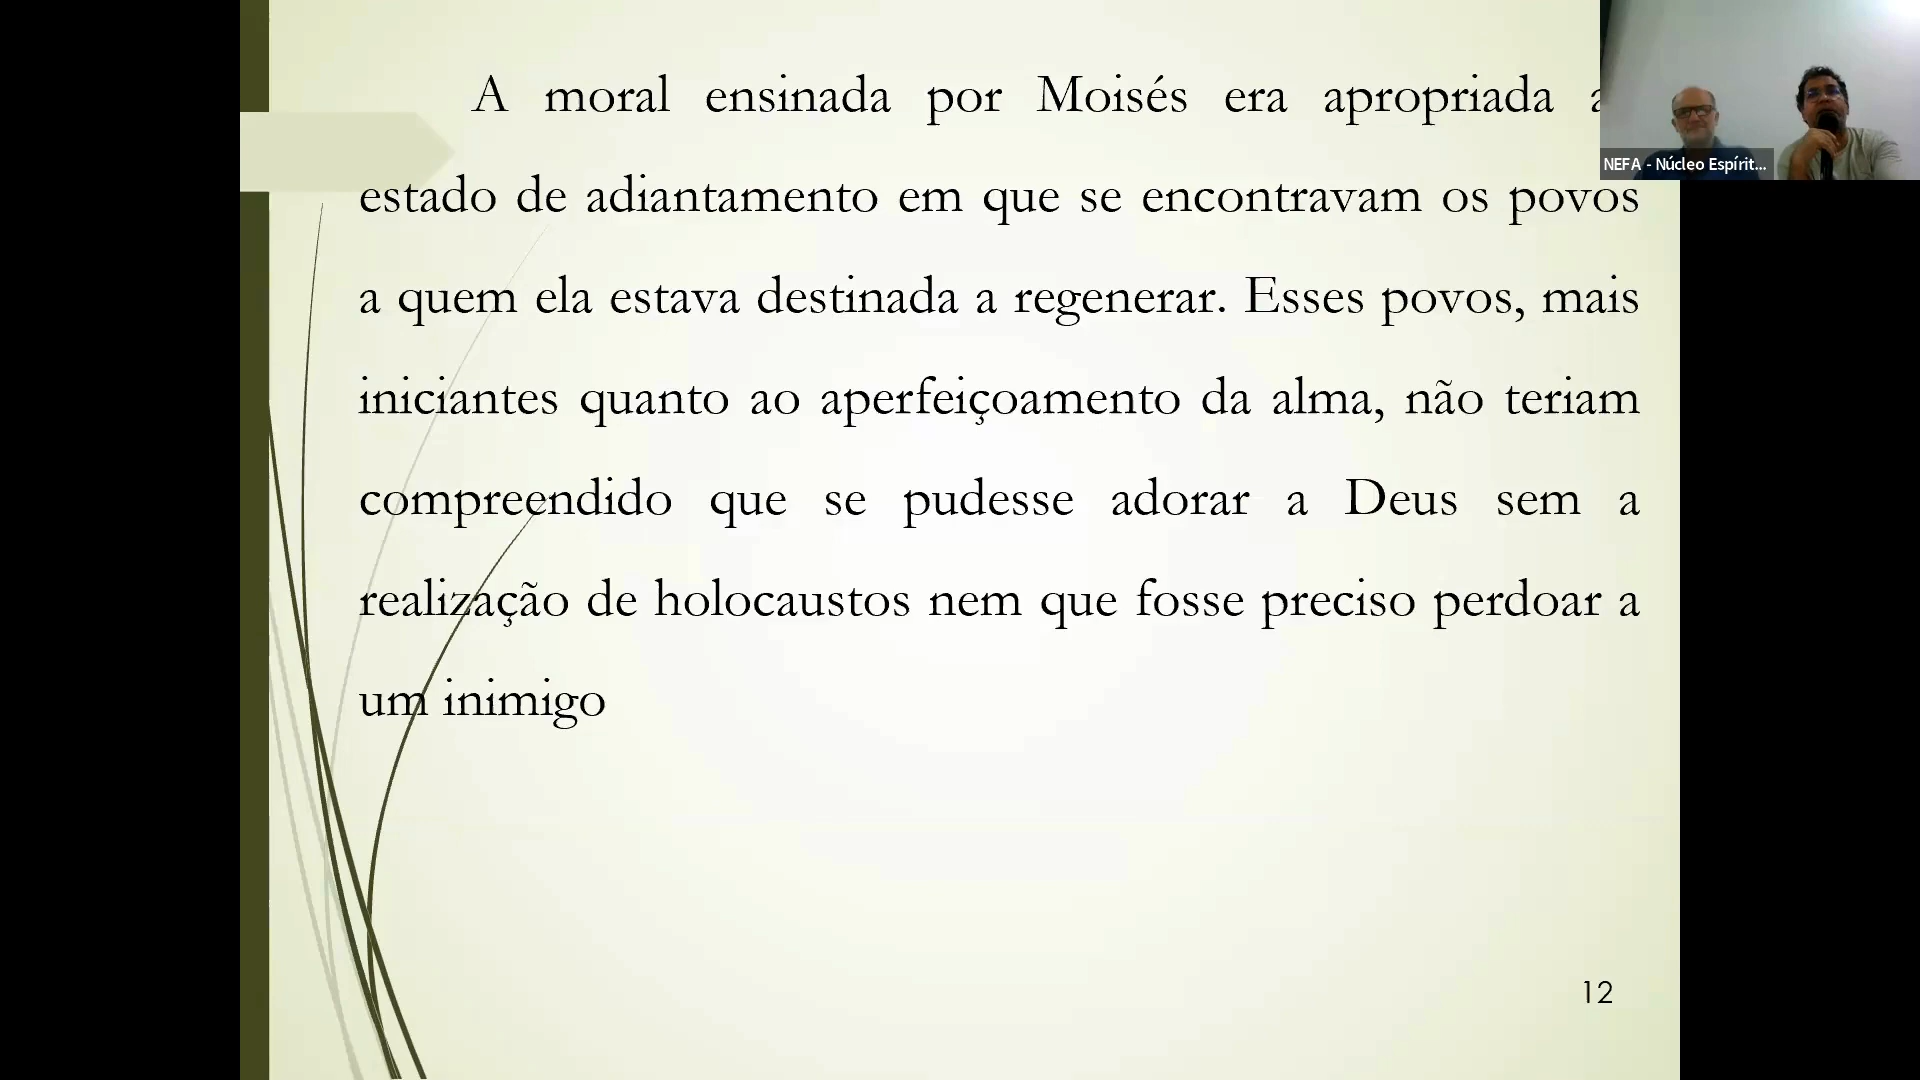 A moral ensinada por Moisés era apropriada
estado de adiantamento em que se encontravam os povos
a quem ela estava destinada a regenerar. Esses povos, mais
iniciantes quanto ao aperfeiçoamento da alma, não teriam
compreendido que se pudesse adorar a Deus sem a
realização de holocaustos nem que fosse preciso perdoar a
um inimigo
NEFA - Núcleo Espírit...
12